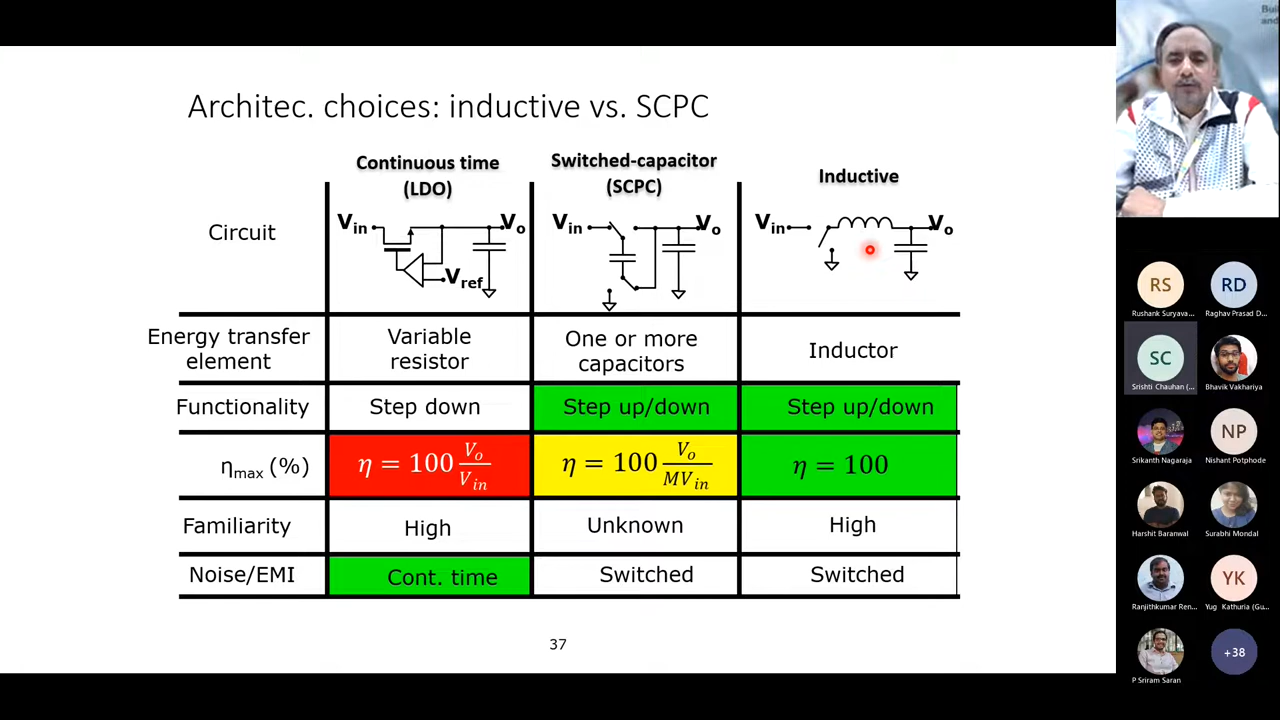 Bui
and
Architec. choices: inductive vs. SCPC
Continuous time
(LDO)
Switched-capacitor
(SCPC)
Inductive
Circuit
Vin
Vo
Vref
Vin
Vo
Vin
Vo
Energy transfer
element
Variable
resistor
One or more
capacitors
Inductor
Functionality
Step down
Step up/down
Step up/down
ηmax (%)
η = 100 Vo/Vin
η = 100 Vo/MVin
η = 100
Familiarity
High
Unknown
High
Noise/EMI
Cont. time
Switched
Switched
37
RS
Rushank Suryava...
RD
Raghav Prasad D...
SC
Srishti Chauhan (...
Bhavik Vakhariya
Srikanth Nagaraja
NP
Nishant Potphode
Harshit Baranwal
Surabhi Mondal
Ranjithkumar Ren...
YK
Yug Kathuria (Gu...
P Sriram Saran
+38